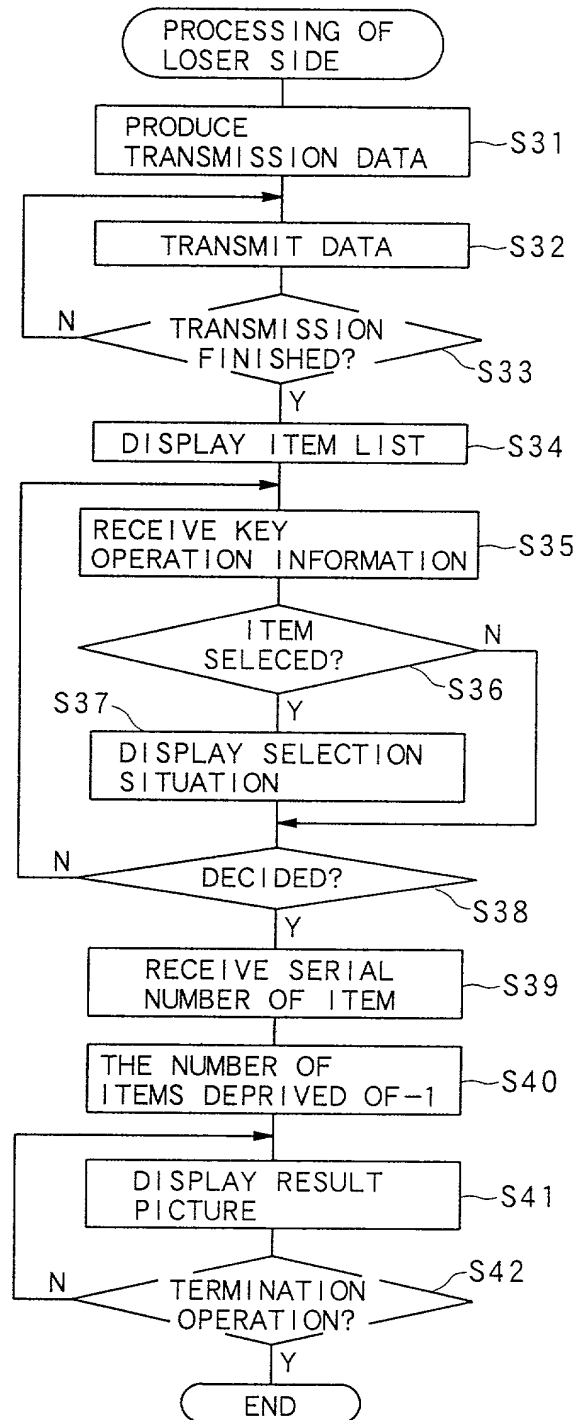 PROCESSING OF
LOSER SIDE
PRODUCE
TRANSMISSION DATA
S31
TRANSMIT DATA
S32
N
TRANSMISSION
FINISHED?
S33
Y
DISPLAY ITEM LIST
S34
RECEIVE KEY
OPERATION INFORMATION
S35
ITEM
SELECED?
N
S36
S37
Y
DISPLAY SELECTION
SITUATION
N
DECIDED?
S38
Y
RECEIVE SERIAL
NUMBER OF ITEM
S39
THE NUMBER OF
ITEMS DEPRIVED OF-1
S40
DISPLAY RESULT
PICTURE
S41
N
TERMINATION
OPERATION?
S42
Y
END